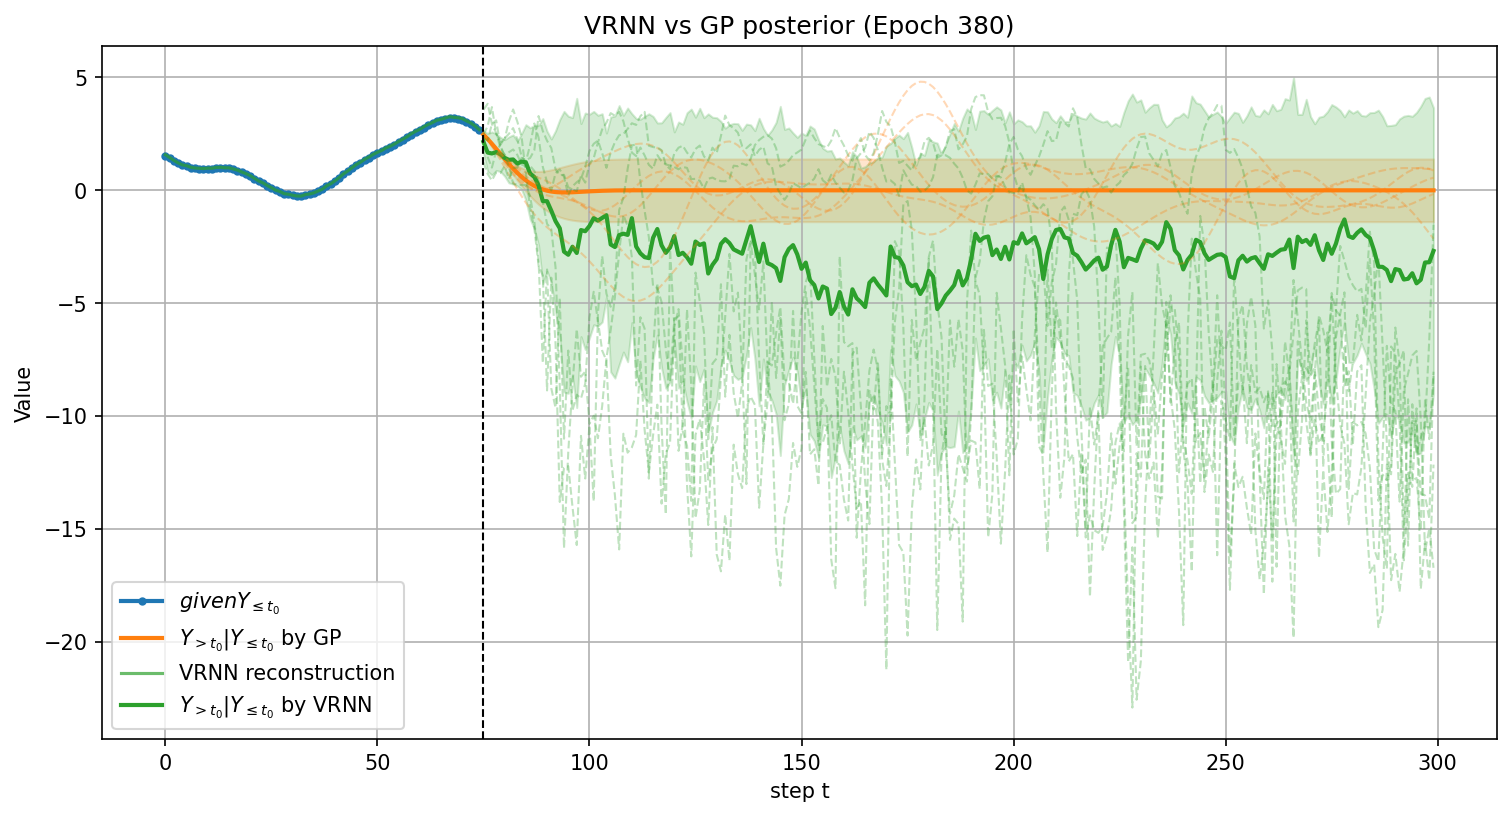 VRNN vs GP posterior (Epoch 380)
5
0
−5
−10
−15
−20
Value
given Y≤t₀
Y>t₀|Y≤t₀ by GP
VRNN reconstruction
Y>t₀|Y≤t₀ by VRNN
0 50 100 150 200 250 300
step t